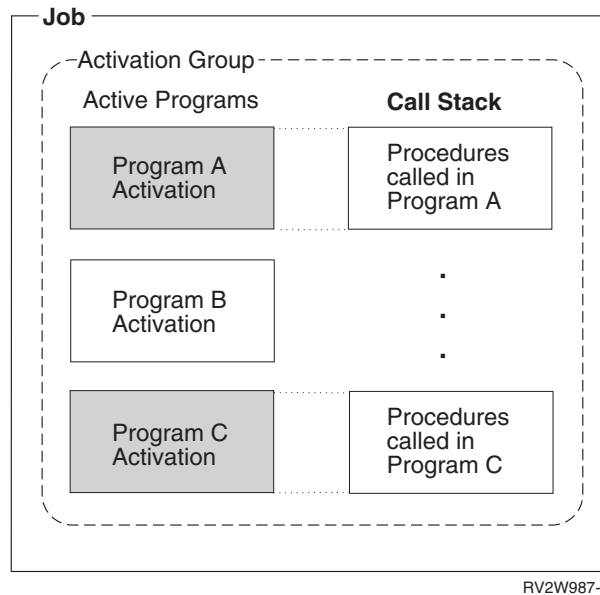 Job
Activation Group
Active Programs
Call Stack
Program A
Activation
Procedures
called in
Program A
Program B
Activation
.
.
.
Program C
Activation
Procedures
called in
Program C
RV2W987-